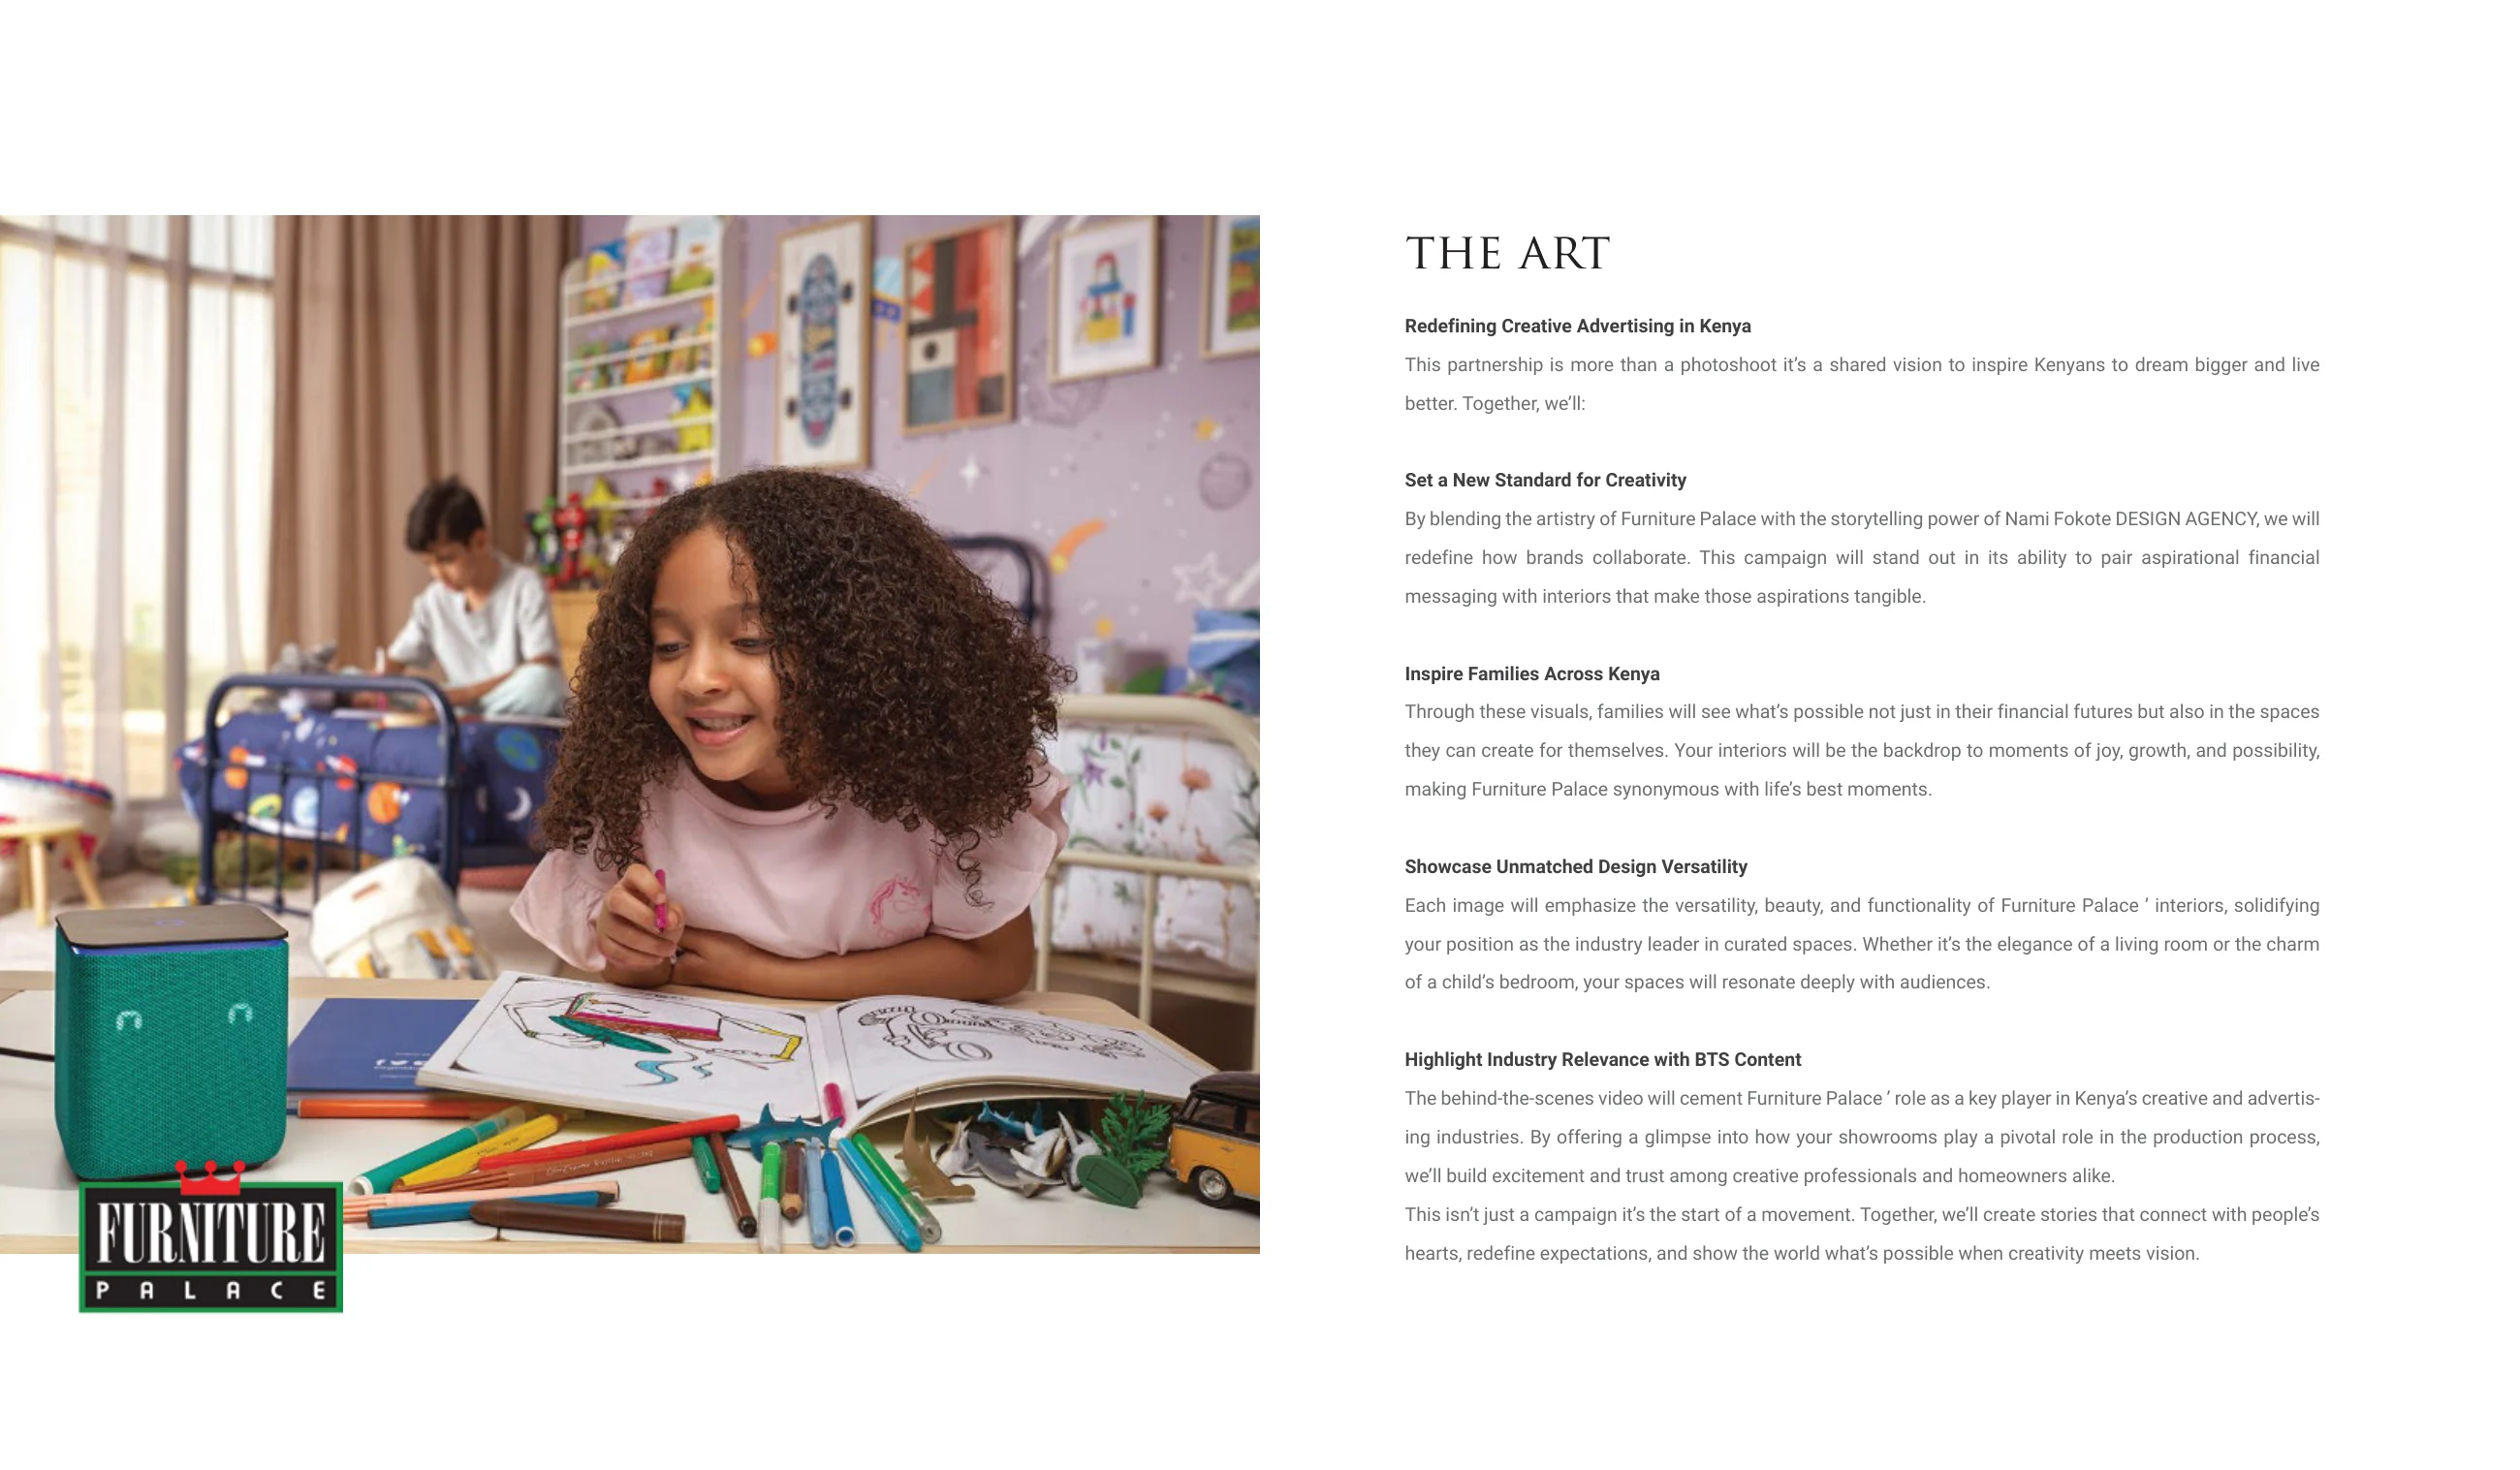 THE ART
Redefining Creative Advertising in Kenya
This partnership is more than a photoshoot it’s a shared vision to inspire Kenyans to dream bigger and live
better. Together, we’ll:
Set a New Standard for Creativity
By blending the artistry of Furniture Palace with the storytelling power of Nami Fokote DESIGN AGENCY, we will
redefine how brands collaborate. This campaign will stand out in its ability to pair aspirational financial
messaging with interiors that make those aspirations tangible.
Inspire Families Across Kenya
Through these visuals, families will see what’s possible not just in their financial futures but also in the spaces
they can create for themselves. Your interiors will be the backdrop to moments of joy, growth, and possibility,
making Furniture Palace synonymous with life’s best moments.
Showcase Unmatched Design Versatility
Each image will emphasize the versatility, beauty, and functionality of Furniture Palace ’ interiors, solidifying
your position as the industry leader in curated spaces. Whether it’s the elegance of a living room or the charm
of a child’s bedroom, your spaces will resonate deeply with audiences.
Highlight Industry Relevance with BTS Content
The behind-the-scenes video will cement Furniture Palace ’ role as a key player in Kenya’s creative and advertis-
ing industries. By offering a glimpse into how your showrooms play a pivotal role in the production process,
we’ll build excitement and trust among creative professionals and homeowners alike.
This isn’t just a campaign it’s the start of a movement. Together, we’ll create stories that connect with people’s
hearts, redefine expectations, and show the world what’s possible when creativity meets vision.
FURNITURE
PALACE